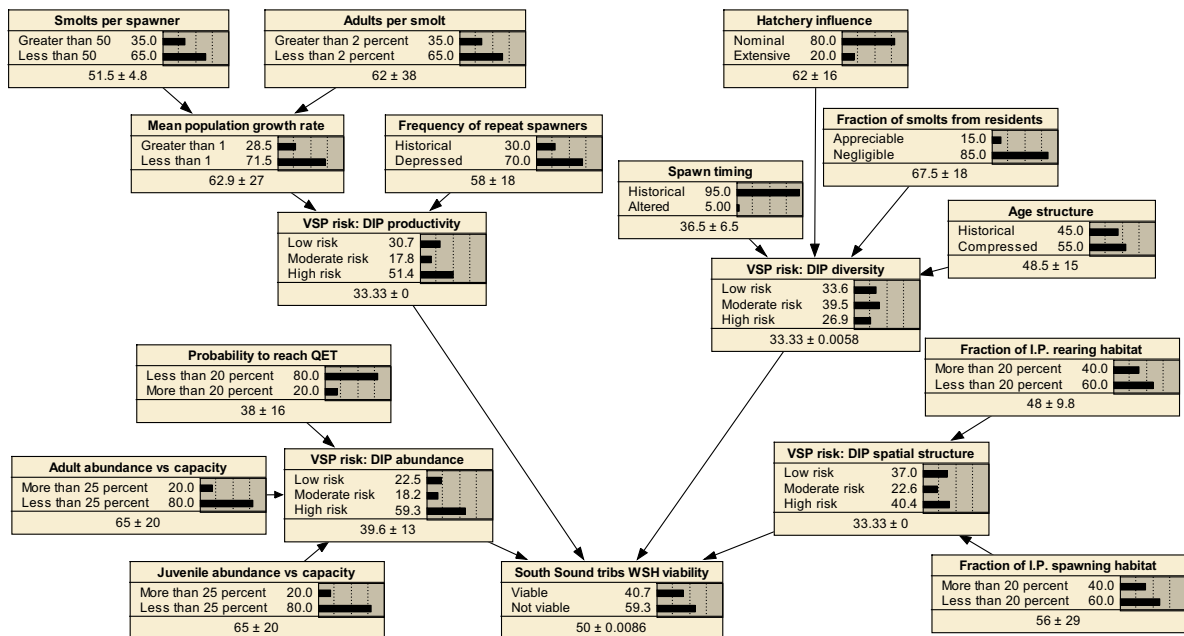 Smolts per spawner
Greater than 50 35.0
Less than 50 65.0
51.5 ± 4.8
Adults per smolt
Greater than 2 percent 35.0
Less than 2 percent 65.0
62 ± 38
Hatchery influence
Nominal 80.0
Extensive 20.0
62 ± 16
Mean population growth rate
Greater than 1 28.5
Less than 1 71.5
62.9 ± 27
Frequency of repeat spawners
Historical 30.0
Depressed 70.0
58 ± 18
Fraction of smolts from residents
Appreciable 15.0
Negligible 85.0
67.5 ± 18
Spawn timing
Historical 95.0
Altered 5.00
36.5 ± 6.5
Age structure
Historical 45.0
Compressed 55.0
48.5 ± 15
VSP risk: DIP productivity
Low risk 30.7
Moderate risk 17.8
High risk 51.4
33.33 ± 0
VSP risk: DIP diversity
Low risk 33.6
Moderate risk 39.5
High risk 26.9
33.33 ± 0.0058
Probability to reach QET
Less than 20 percent 80.0
More than 20 percent 20.0
38 ± 16
Fraction of I.P. rearing habitat
More than 20 percent 40.0
Less than 20 percent 60.0
48 ± 9.8
Adult abundance vs capacity
More than 25 percent 20.0
Less than 25 percent 80.0
65 ± 20
VSP risk: DIP abundance
Low risk 22.5
Moderate risk 18.2
High risk 59.3
39.6 ± 13
VSP risk: DIP spatial structure
Low risk 37.0
Moderate risk 22.6
High risk 40.4
33.33 ± 0
Juvenile abundance vs capacity
More than 25 percent 20.0
Less than 25 percent 80.0
65 ± 20
South Sound tribs WSH viability
Viable 40.7
Not viable 59.3
50 ± 0.0086
Fraction of I.P. spawning habitat
More than 20 percent 40.0
Less than 20 percent 60.0
56 ± 29